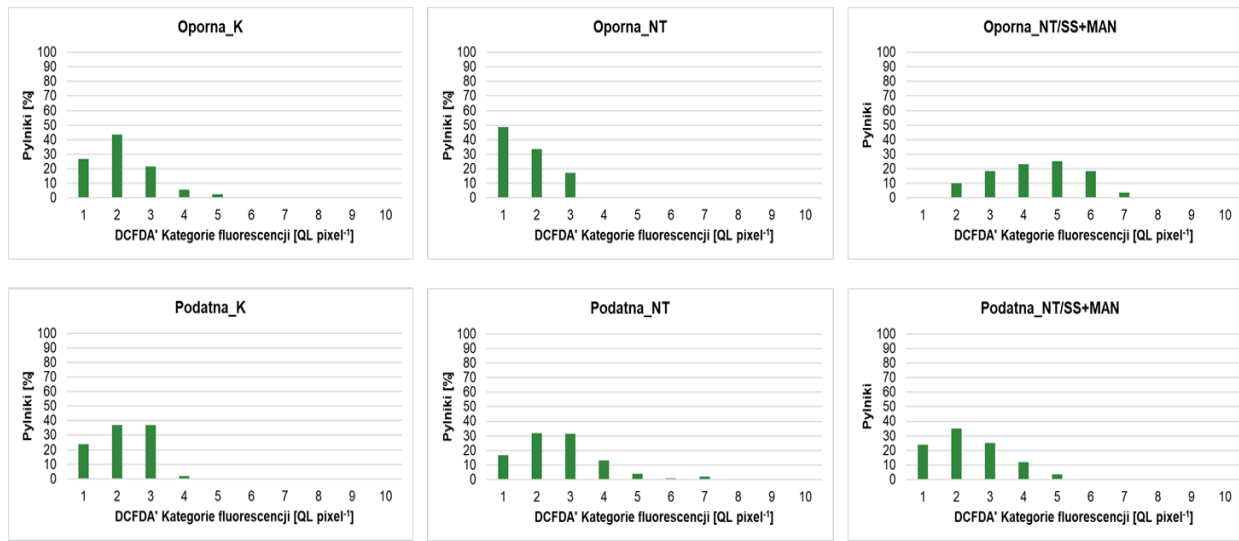 Oporna_K
Pylniki [%]
100
90
80
70
60
50
40
30
20
10
0
1 2 3 4 5 6 7 8 9 10
DCFDA' Kategorie fluorescencji [QL pixel⁻¹]
Oporna_NT
Pylniki [%]
100
90
80
70
60
50
40
30
20
10
0
1 2 3 4 5 6 7 8 9 10
DCFDA' Kategorie fluorescencji [QL pixel⁻¹]
Oporna_NT/SS+MAN
Pylniki
100
90
80
70
60
50
40
30
20
10
0
1 2 3 4 5 6 7 8 9 10
DCFDA' Kategorie fluorescencji [QL pixel⁻¹]
Podatna_K
Pylniki [%]
100
90
80
70
60
50
40
30
20
10
0
1 2 3 4 5 6 7 8 9 10
DCFDA' Kategorie fluorescencji [QL pixel⁻¹]
Podatna_NT
Pylniki [%]
100
90
80
70
60
50
40
30
20
10
0
1 2 3 4 5 6 7 8 9 10
DCFDA' Kategorie fluorescencji [QL pixel⁻¹]
Podatna_NT/SS+MAN
Pylniki
100
90
80
70
60
50
40
30
20
10
0
1 2 3 4 5 6 7 8 9 10
DCFDA' Kategorie fluorescencji [QL pixel⁻¹]